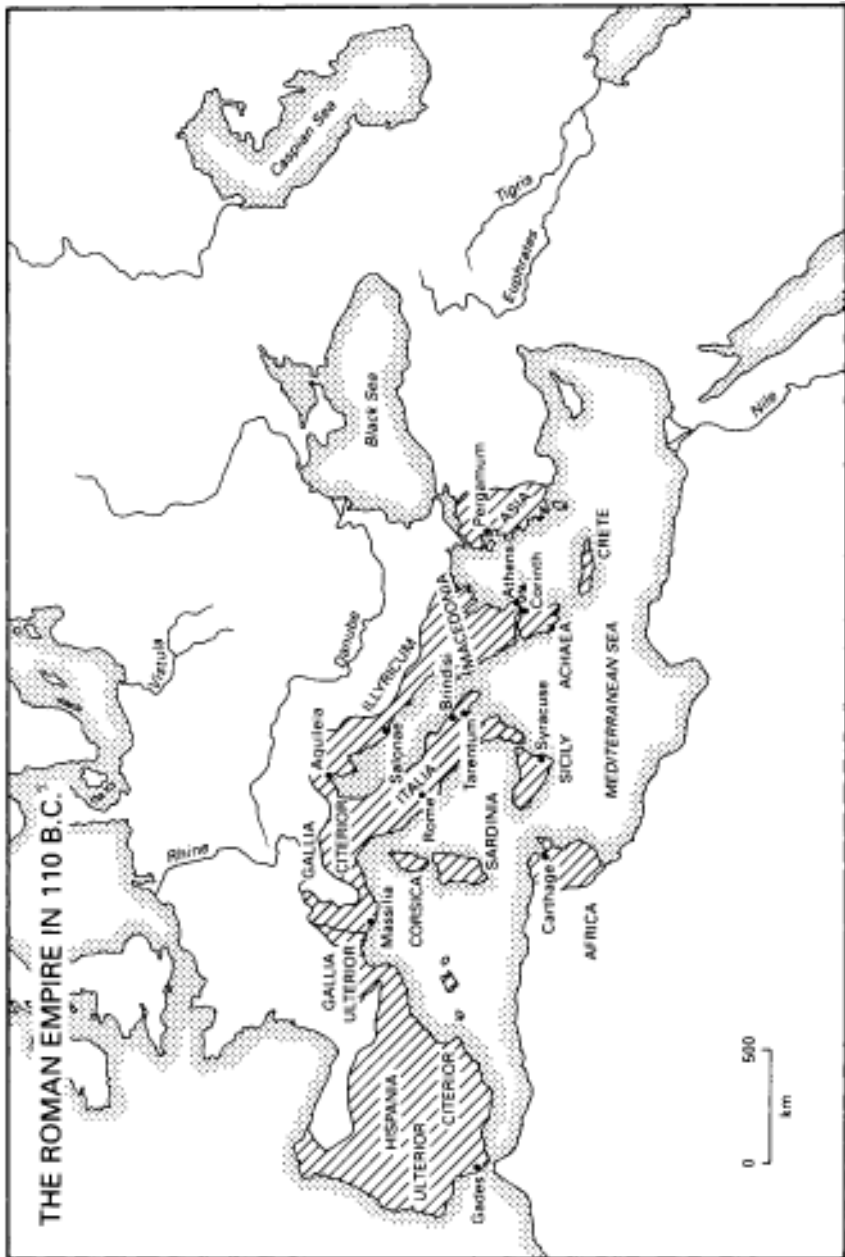 THE ROMAN EMPIRE IN 110 B.C.
Caspian Sea
Vistula
Rhine
Danube
Black Sea
Tigris
Euphrates
Aquileia
ILLYRICUM
GALLIA
CITERIOR
GALLIA
ULTERIOR
Massilia
Salonae
ITALIA
Rome
Brindisi
Tarentum
MACEDONIA
Pergamum
ASIA
Athens
Corinth
HISPANIA
ULTERIOR
CITERIOR
Gades
CORSICA
SARDINIA
Syracuse
SICILY
ACHAEA
CRETE
MEDITERRANEAN SEA
Carthage
AFRICA
Nile
0 500
km